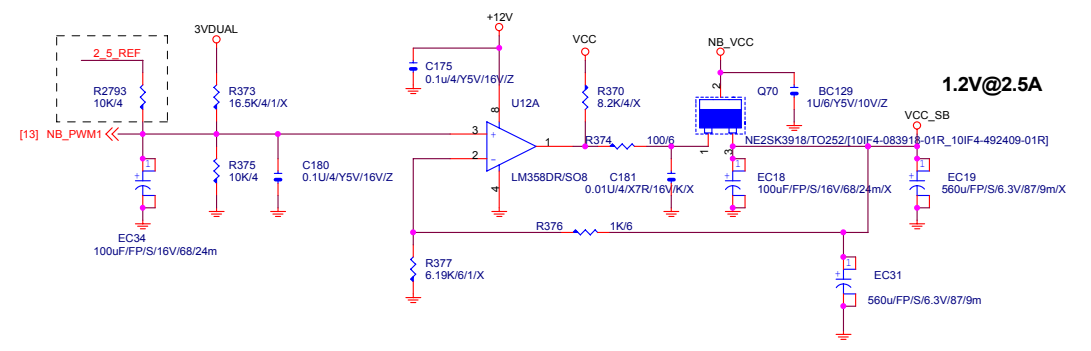 2_5_REF
3VDUAL
+12V
VCC
NB_VCC
1.2V@2.5A
R2793
10K/4
R373
16.5K/4/1/X
C175
0.1u/4/Y5V/16V/Z
U12A
8
R370
8.2K/4/X
2
Q70
BC129
1U/6/Y5V/10V/Z
VCC_SB
[13] NB_PWM1
3
+
2
−
1
4
LM358DR/SO8
R374
100/6
1
3
NE2SK3918/TO252/[10IF4-083918-01R_10IF4-492409-01R]
R375
10K/4
C180
0.1U/4/Y5V/16V/Z
C181
0.01U/4/X7R/16V/K/X
1
+
EC18
100uF/FP/S/16V/68/24m/X
1
+
EC19
560u/FP/S/6.3V/87/9m/X
1
+
EC34
100uF/FP/S/16V/68/24m
R376
1K/6
R377
6.19K/6/1/X
1
+
EC31
560u/FP/S/6.3V/87/9m